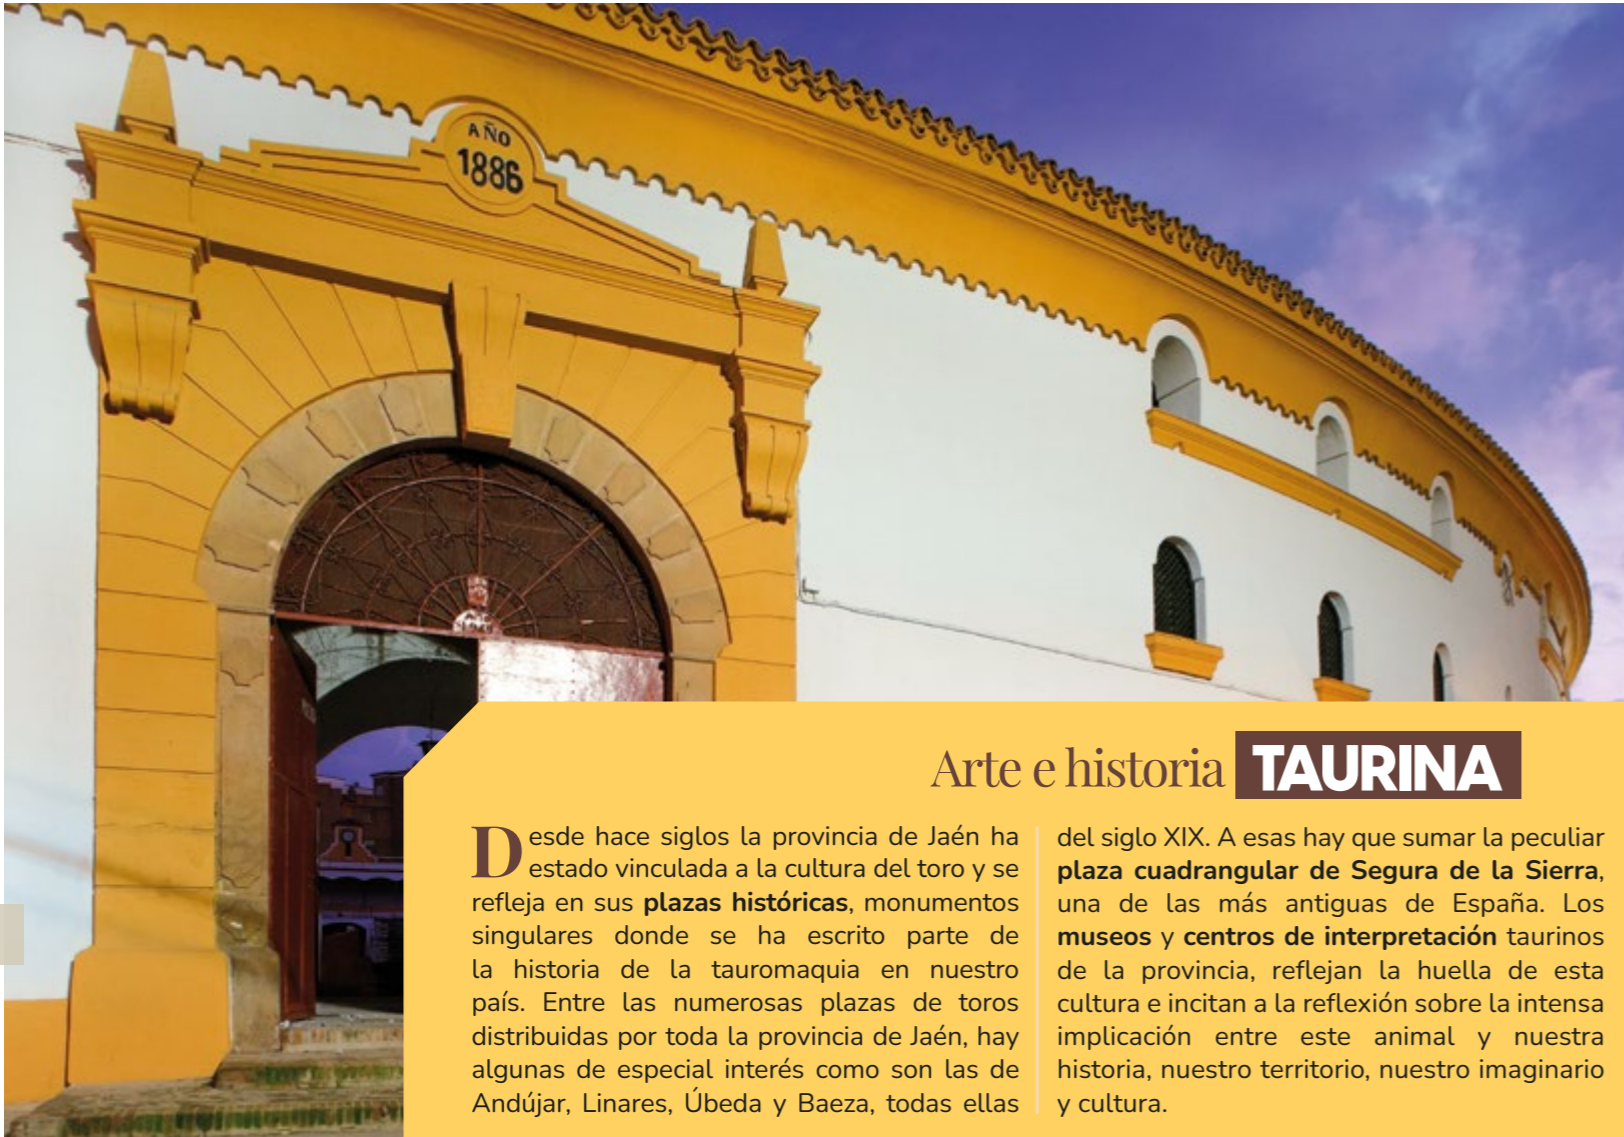 AÑO
1886
Arte e historia TAURINA
Desde hace siglos la provincia de Jaén ha
estado vinculada a la cultura del toro y se
refleja en sus plazas históricas, monumentos
singulares donde se ha escrito parte de
la historia de la tauromaquia en nuestro
país. Entre las numerosas plazas de toros
distribuidas por toda la provincia de Jaén, hay
algunas de especial interés como son las de
Andújar, Linares, Úbeda y Baeza, todas ellas
del siglo XIX. A esas hay que sumar la peculiar
plaza cuadrangular de Segura de la Sierra,
una de las más antiguas de España. Los
museos y centros de interpretación taurinos
de la provincia, reflejan la huella de esta
cultura e incitan a la reflexión sobre la intensa
implicación entre este animal y nuestra
historia, nuestro territorio, nuestro imaginario
y cultura.